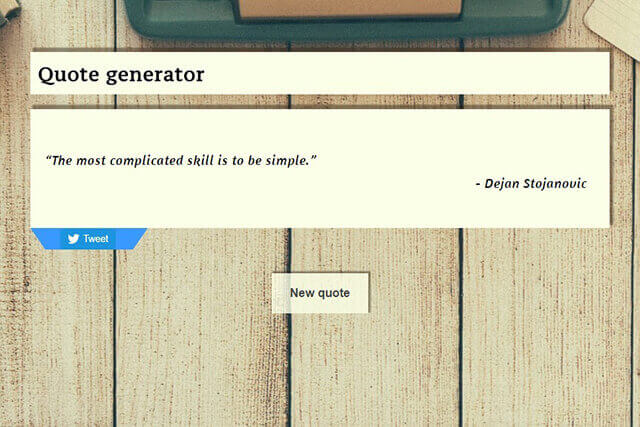 Quote generator
“The most complicated skill is to be simple.”
- Dejan Stojanovic
Tweet
New quote